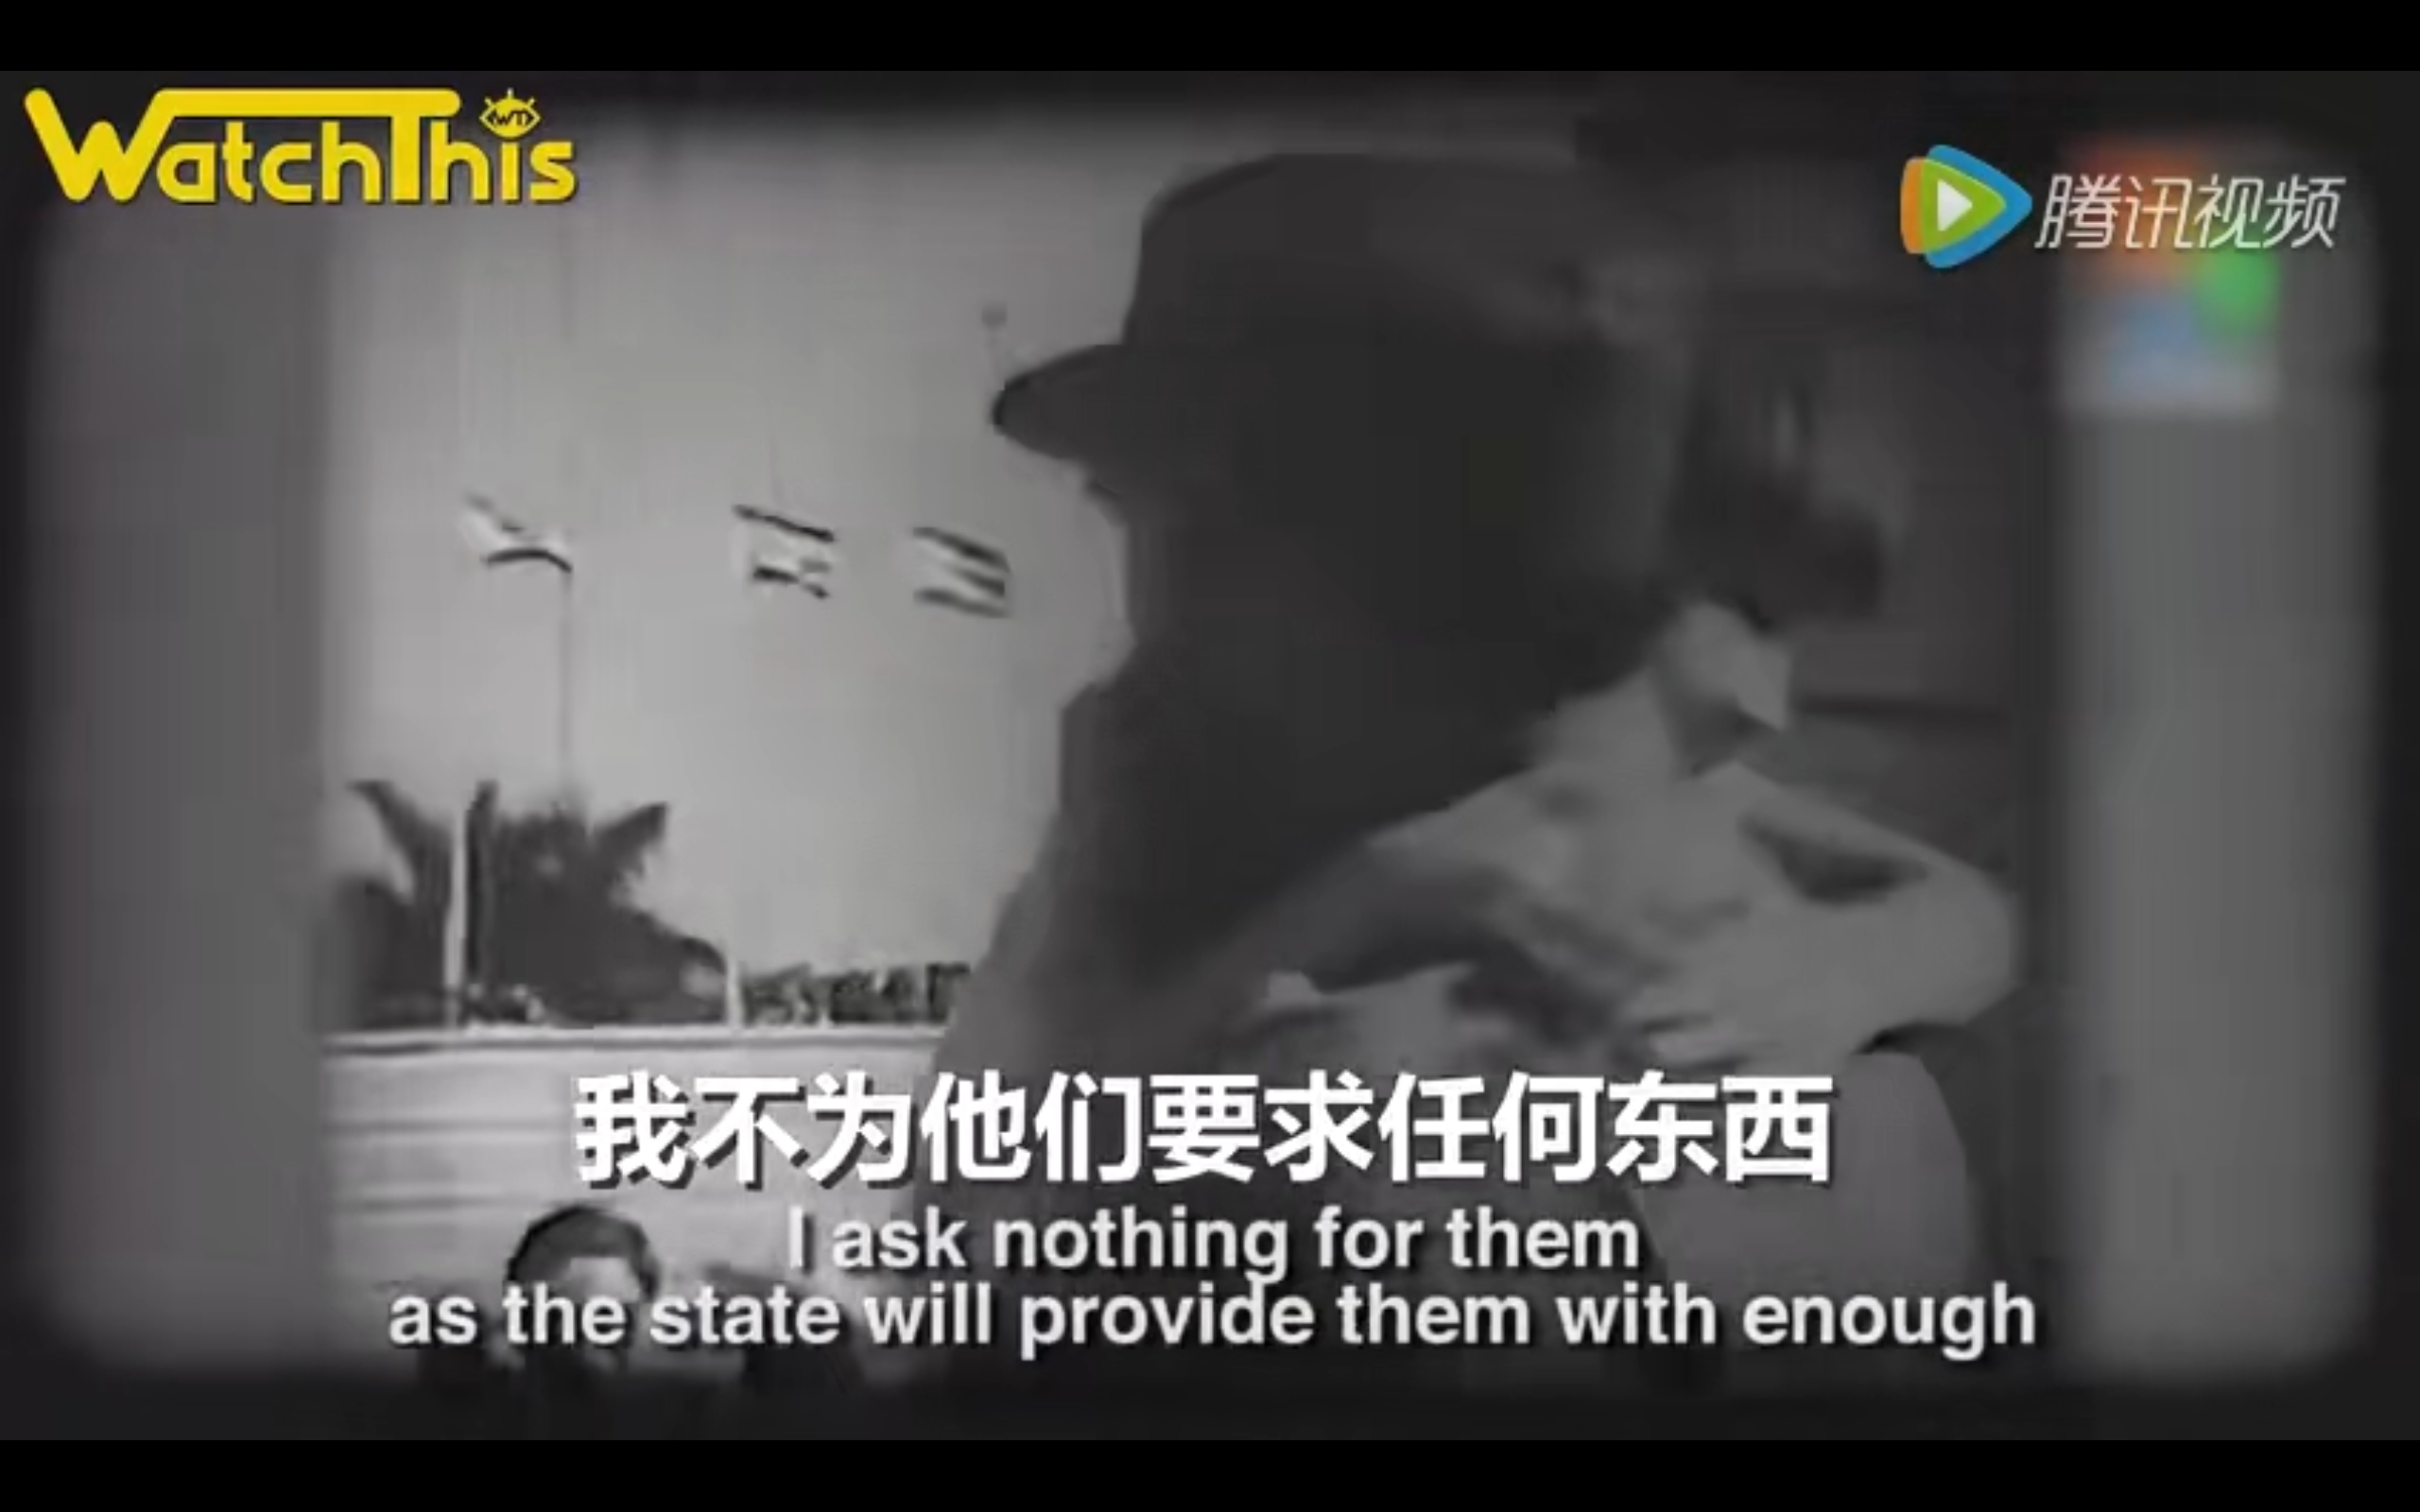 WatchThis
WT
腾讯视频
我不为他们要求任何东西
I ask nothing for them
as the state will provide them with enough